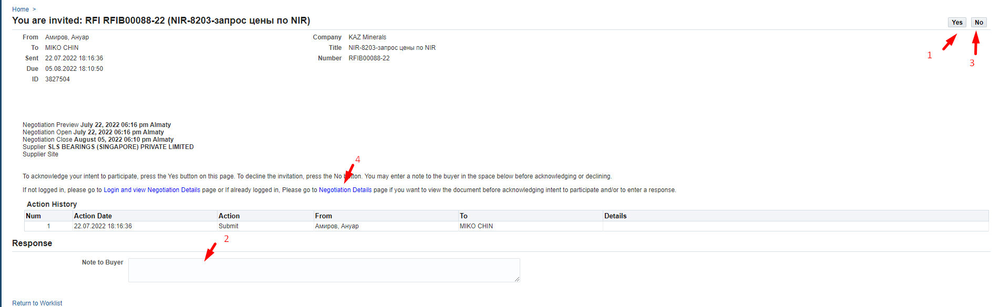 Home >
You are invited: RFI RFIB00088-22 (NIR-8203-запрос цены по NIR)
Yes No
From Амиров, Ануар
Company KAZ Minerals
To MIKO CHIN
Title NIR-8203-запрос цены по NIR
Sent 22.07.2022 18:16:36
Number RFIB00088-22
1
3
Due 05.08.2022 18:10:50
ID 3827504
Negotiation Preview July 22, 2022 06:16 pm Almaty
Negotiation Open July 22, 2022 06:16 pm Almaty
Negotiation Close August 05, 2022 06:10 pm Almaty
Supplier SLS BEARINGS (SINGAPORE) PRIVATE LIMITED
Supplier Site
4
To acknowledge your intent to participate, press the Yes button on this page. To decline the invitation, press the No button. You may enter a note to the buyer in the space below before acknowledging or declining.
If not logged in, please go to Login and view Negotiation Details page or If already logged in, Please go to Negotiation Details page if you want to view the document before acknowledging intent to participate and/or to enter a response.
Action History
Num Action Date Action From To Details
1 22.07.2022 18:16:36 Submit Амиров, Ануар MIKO CHIN
2
Response
Note to Buyer
Return to Worklist